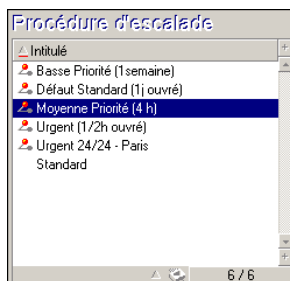 Procédure d'escalade
Intitulé
Basse Priorité (1semaine)
Défaut Standard (1j ouvré)
Moyenne Priorité (4 h)
Urgent (1/2h ouvré)
Urgent 24/24 - Paris
Standard
6 / 6